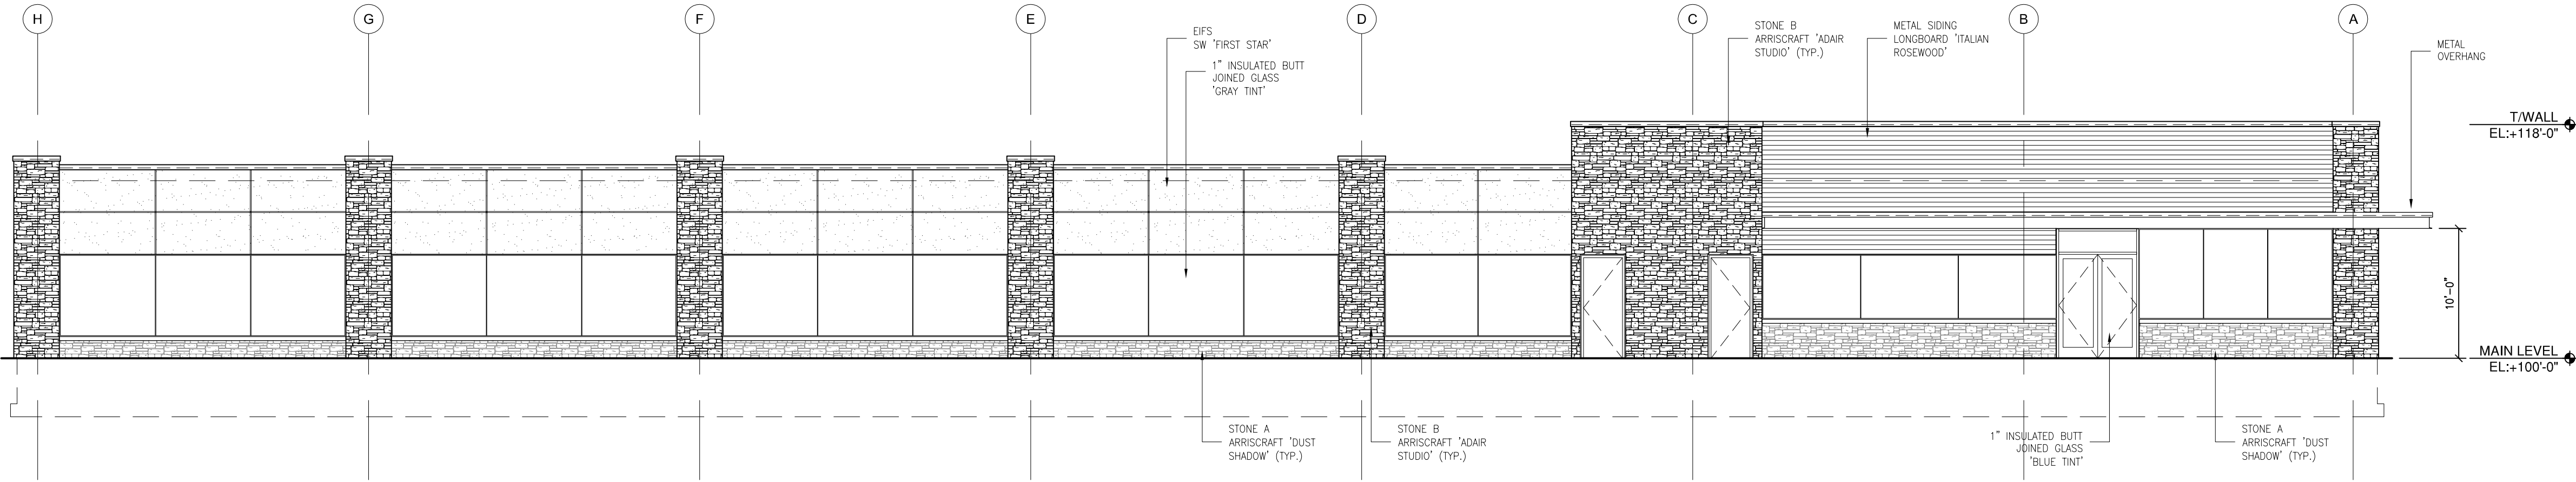 H G F E D C B A
EIFS
SW 'FIRST STAR'
1" INSULATED BUTT
JOINED GLASS
'GRAY TINT'
STONE B
ARRISCRAFT 'ADAIR
STUDIO' (TYP.)
METAL SIDING
LONGBOARD 'ITALIAN
ROSEWOOD'
METAL
OVERHANG
T/WALL
EL:+118'-0"
10'-0"
MAIN LEVEL
EL:+100'-0"
STONE A
ARRISCRAFT 'DUST
SHADOW' (TYP.)
STONE B
ARRISCRAFT 'ADAIR
STUDIO' (TYP.)
1" INSULATED BUTT
JOINED GLASS
'BLUE TINT'
STONE A
ARRISCRAFT 'DUST
SHADOW' (TYP.)